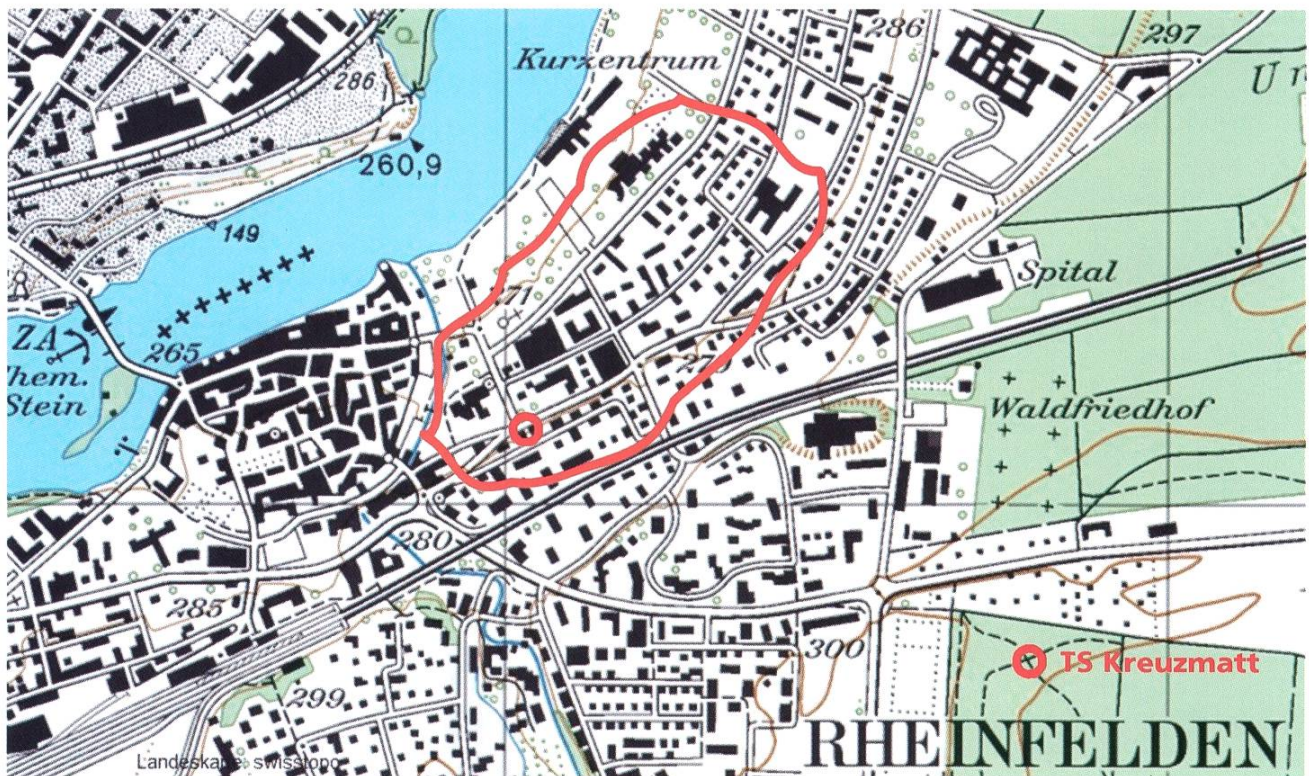 286
297
Kurzentrum
U
286
260,9
149
Spital
ZA
71
265
hem.
Stein
Waldfriedhof
280
285
300
TS Kreuzmatt
299
RHEINFELDEN
Landeskarte: swisstopo